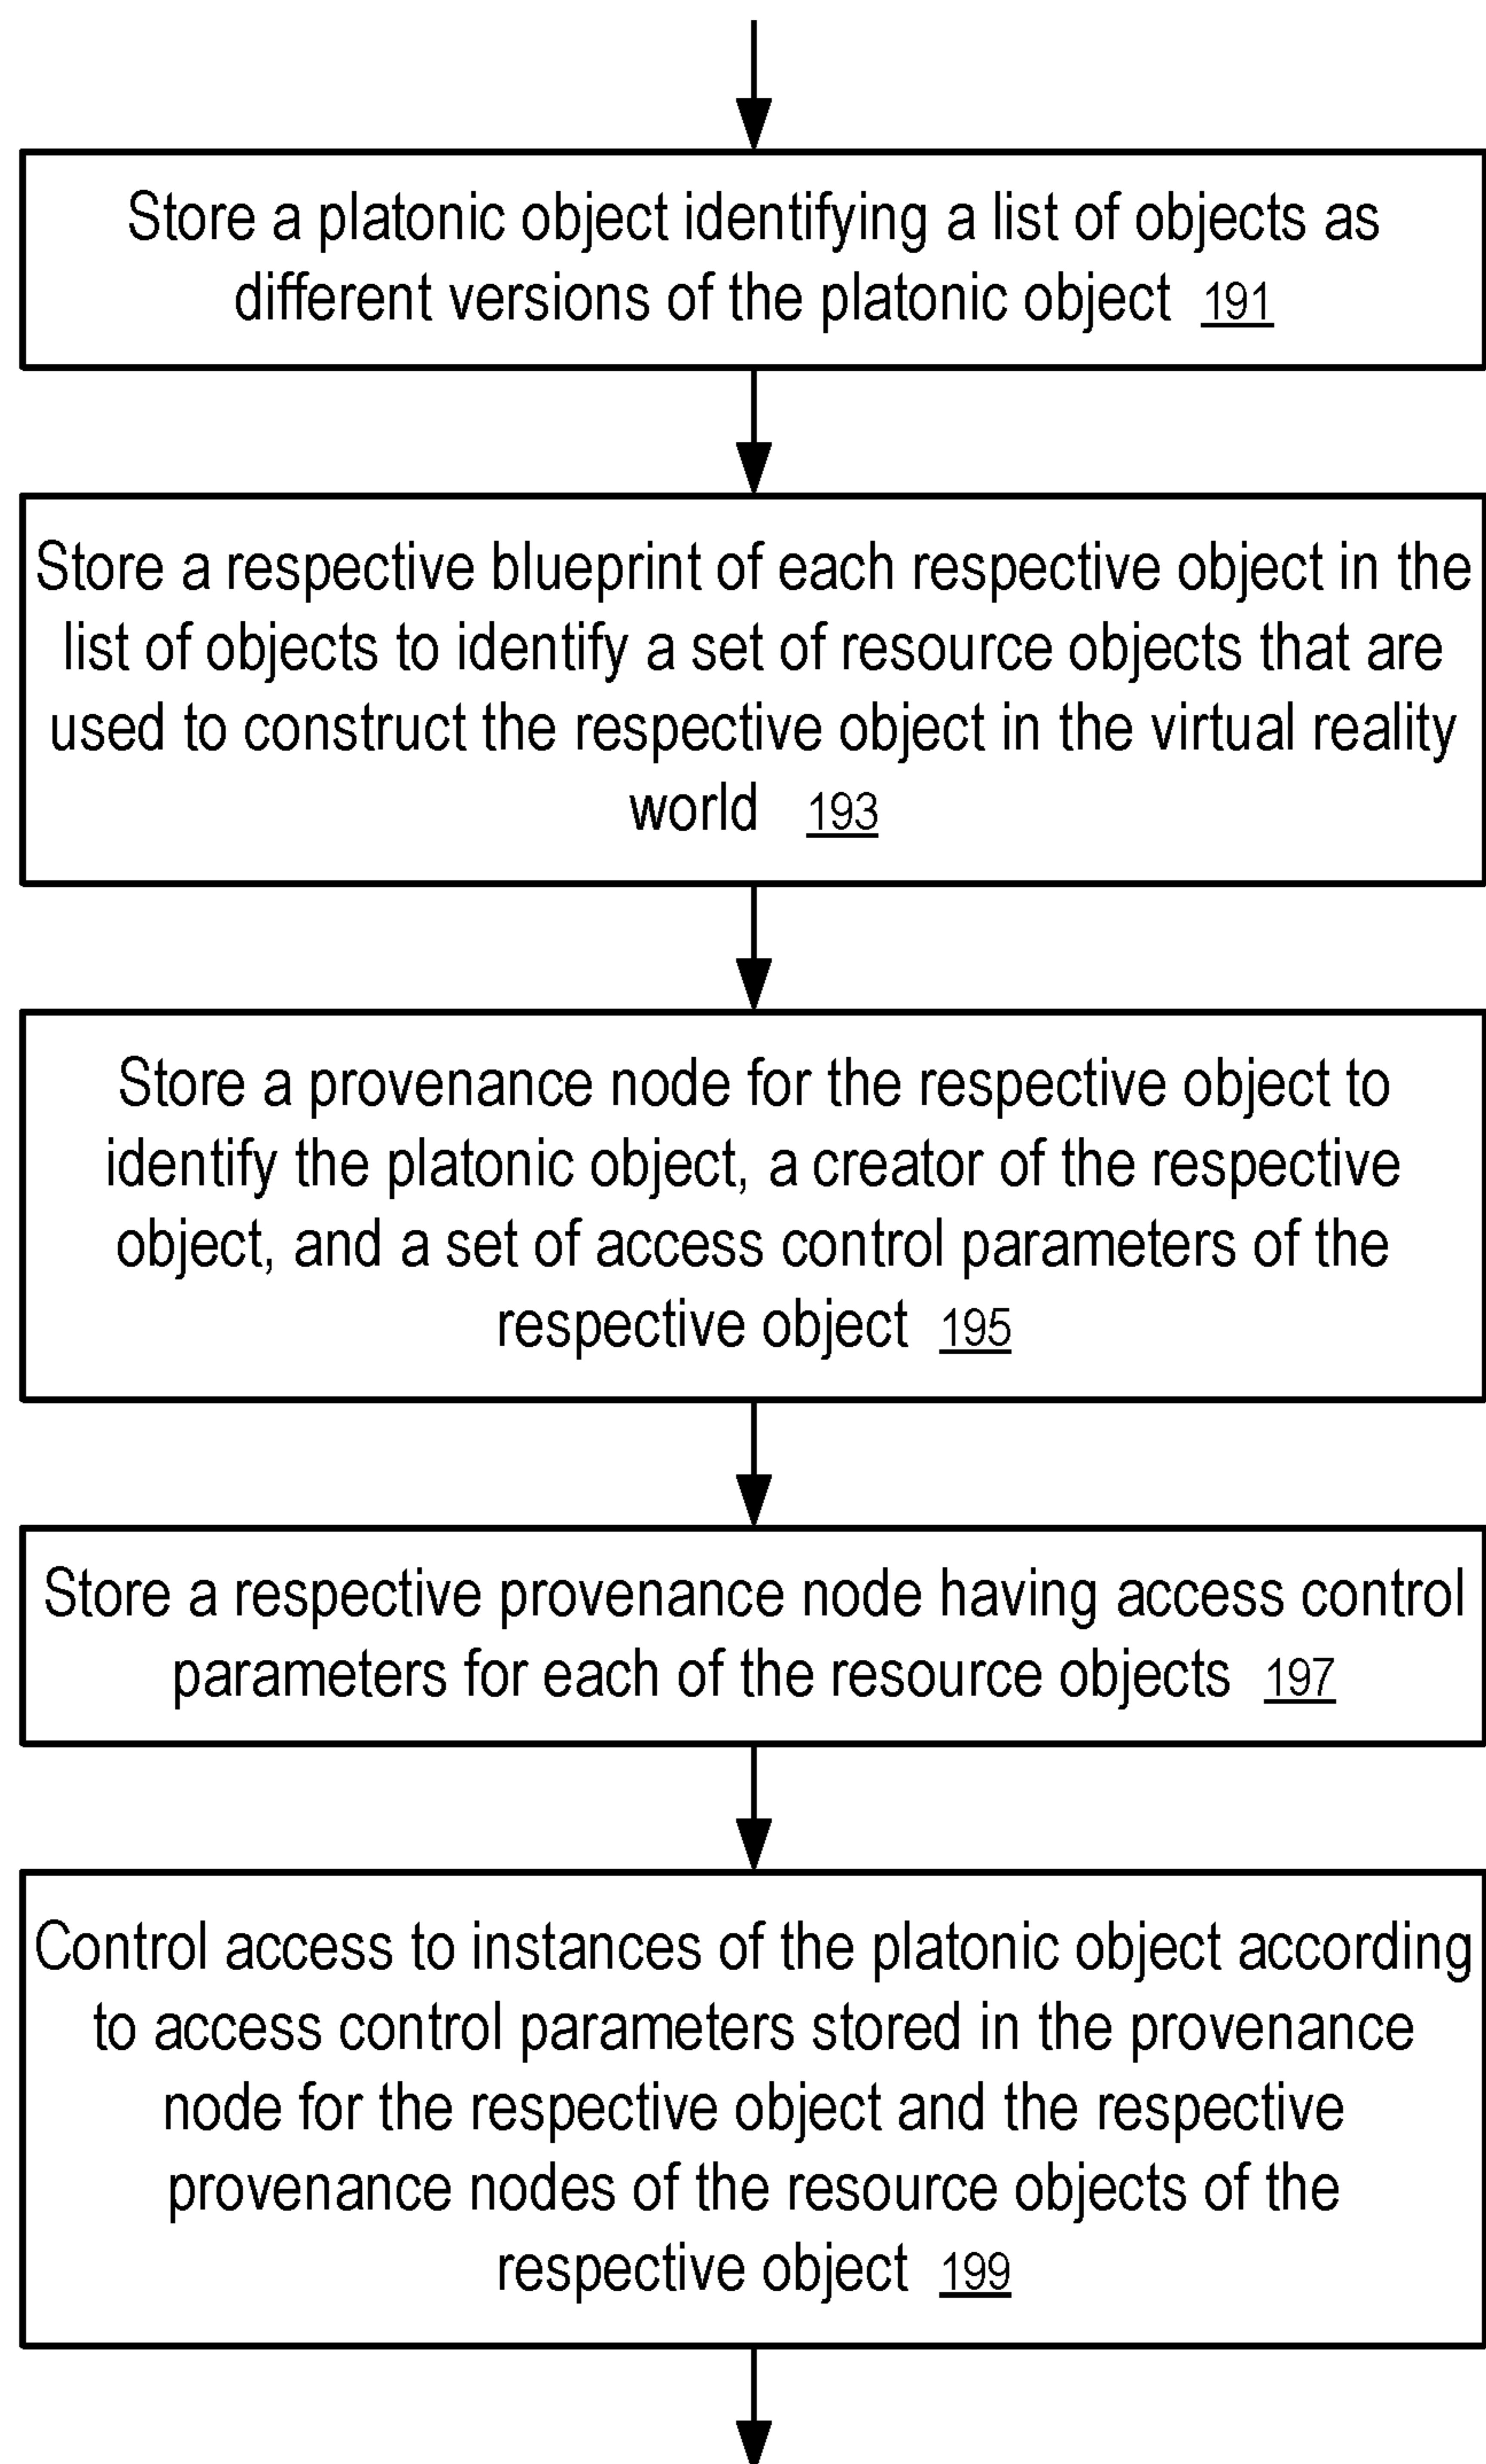 Store a platonic object identifying a list of objects as
different versions of the platonic object 191
Store a respective blueprint of each respective object in the
list of objects to identify a set of resource objects that are
used to construct the respective object in the virtual reality
world 193
Store a provenance node for the respective object to
identify the platonic object, a creator of the respective
object, and a set of access control parameters of the
respective object 195
Store a respective provenance node having access control
parameters for each of the resource objects 197
Control access to instances of the platonic object according
to access control parameters stored in the provenance
node for the respective object and the respective
provenance nodes of the resource objects of the
respective object 199